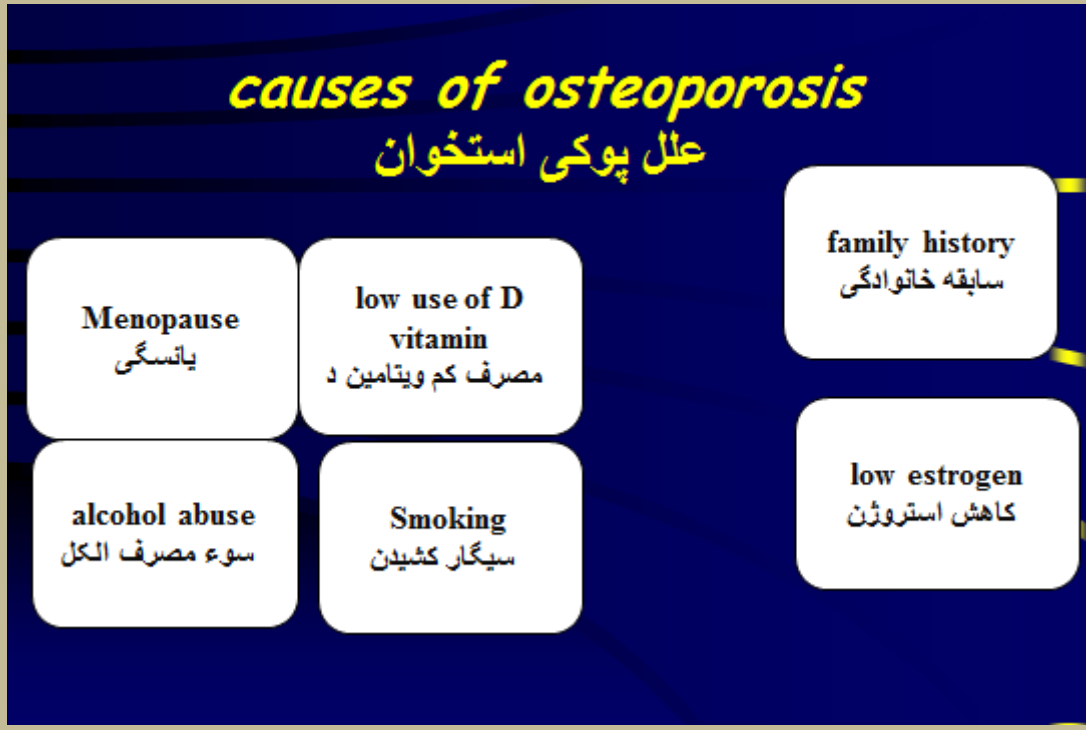 causes of osteoporosis
علل پوکی استخوان
family history
سابقه خانوادگی
Menopause
یائسگی
low use of D
vitamin
مصرف کم ویتامین د
low estrogen
کاهش استروژن
alcohol abuse
سوء مصرف الکل
Smoking
سیگار کشیدن